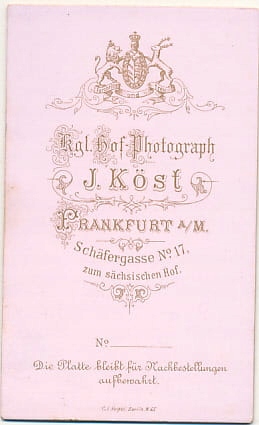 Kgl. Hof-Photograph
J. Köst
FRANKFURT A/M.
Schäfergasse No 17,
zum sächsischen Hof.
No
Die Platte bleibt für Nachbestellungen
aufbewahrt.